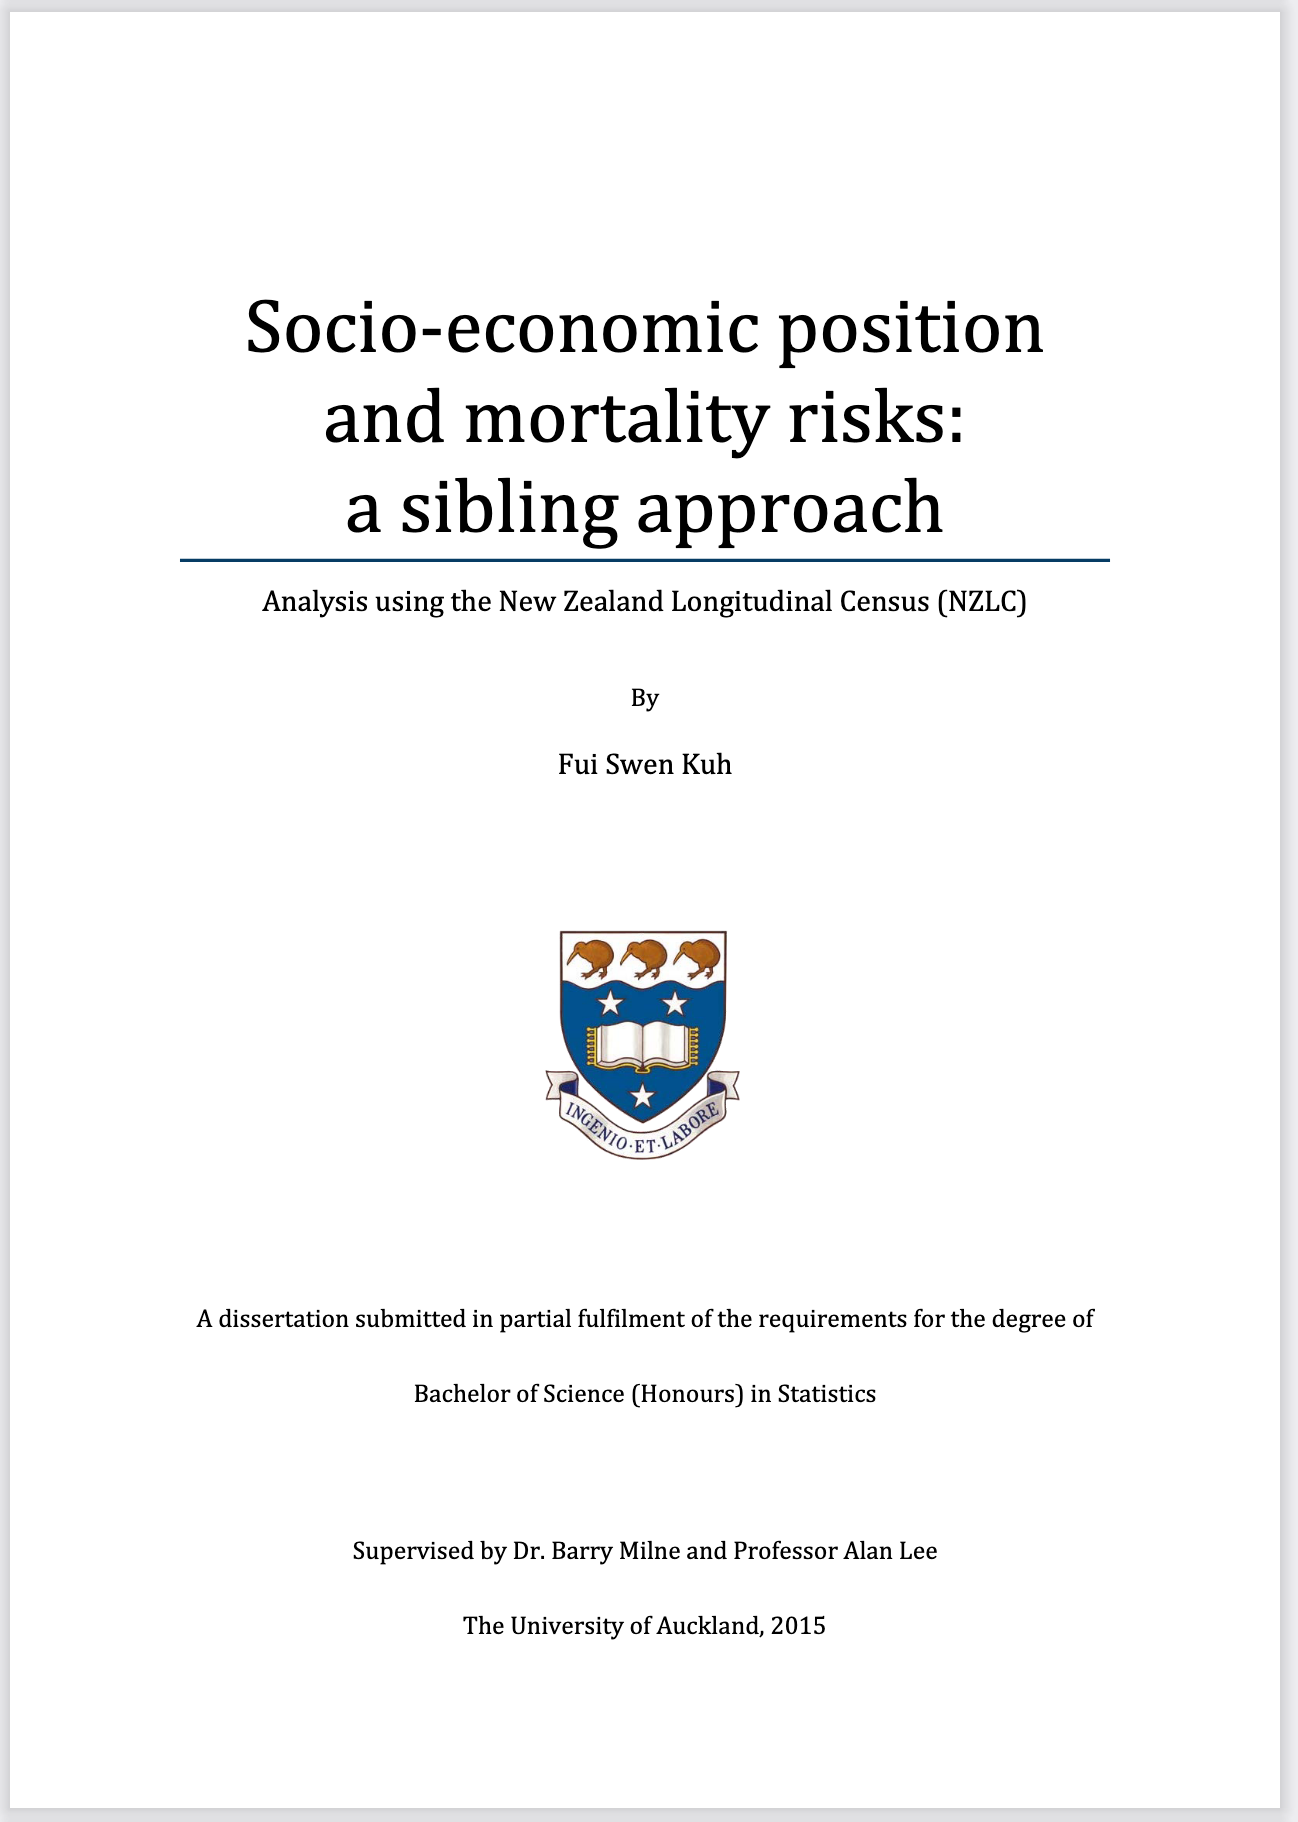 Socio-economic position
and mortality risks:
a sibling approach
Analysis using the New Zealand Longitudinal Census (NZLC)
By
Fui Swen Kuh
INGENIO·ET·LABORE
A dissertation submitted in partial fulfilment of the requirements for the degree of
Bachelor of Science (Honours) in Statistics
Supervised by Dr. Barry Milne and Professor Alan Lee
The University of Auckland, 2015